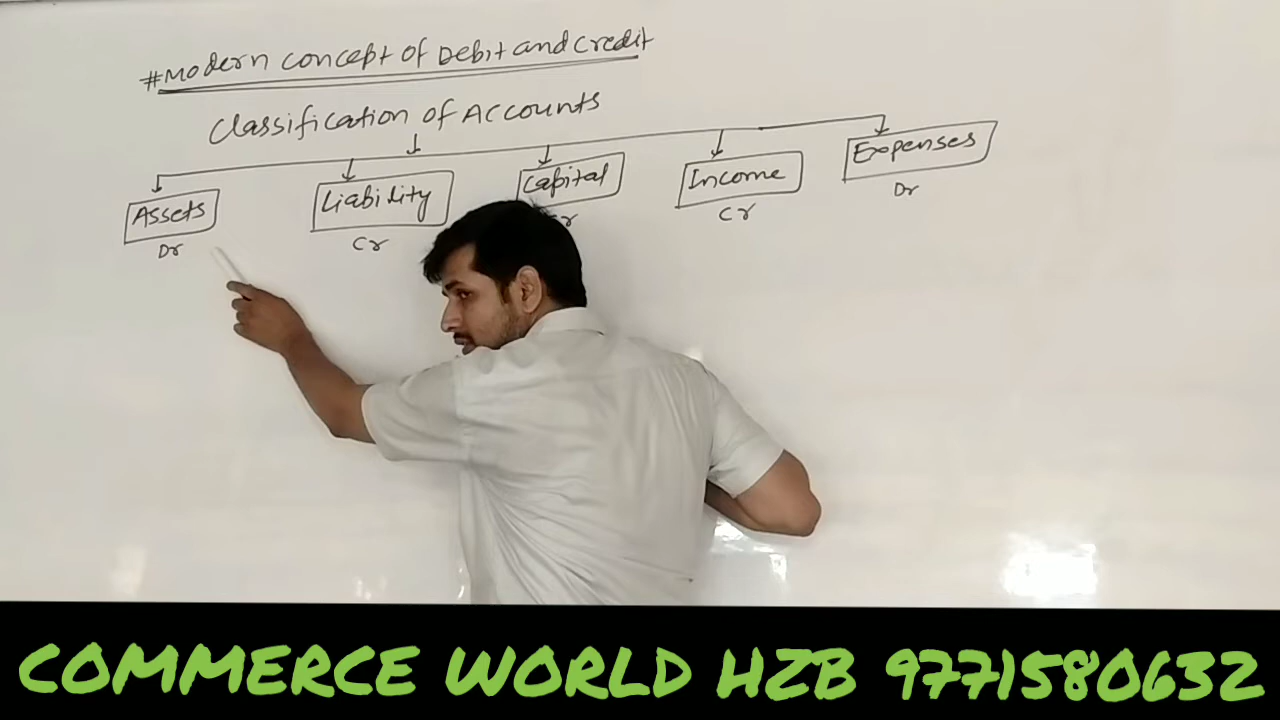 #Modern concept of Debit and Credit
Classification of Accounts
Assets Liability Capital Income Expenses
Dr Cr Cr Cr Dr
COMMERCE WORLD HZB 9771580632